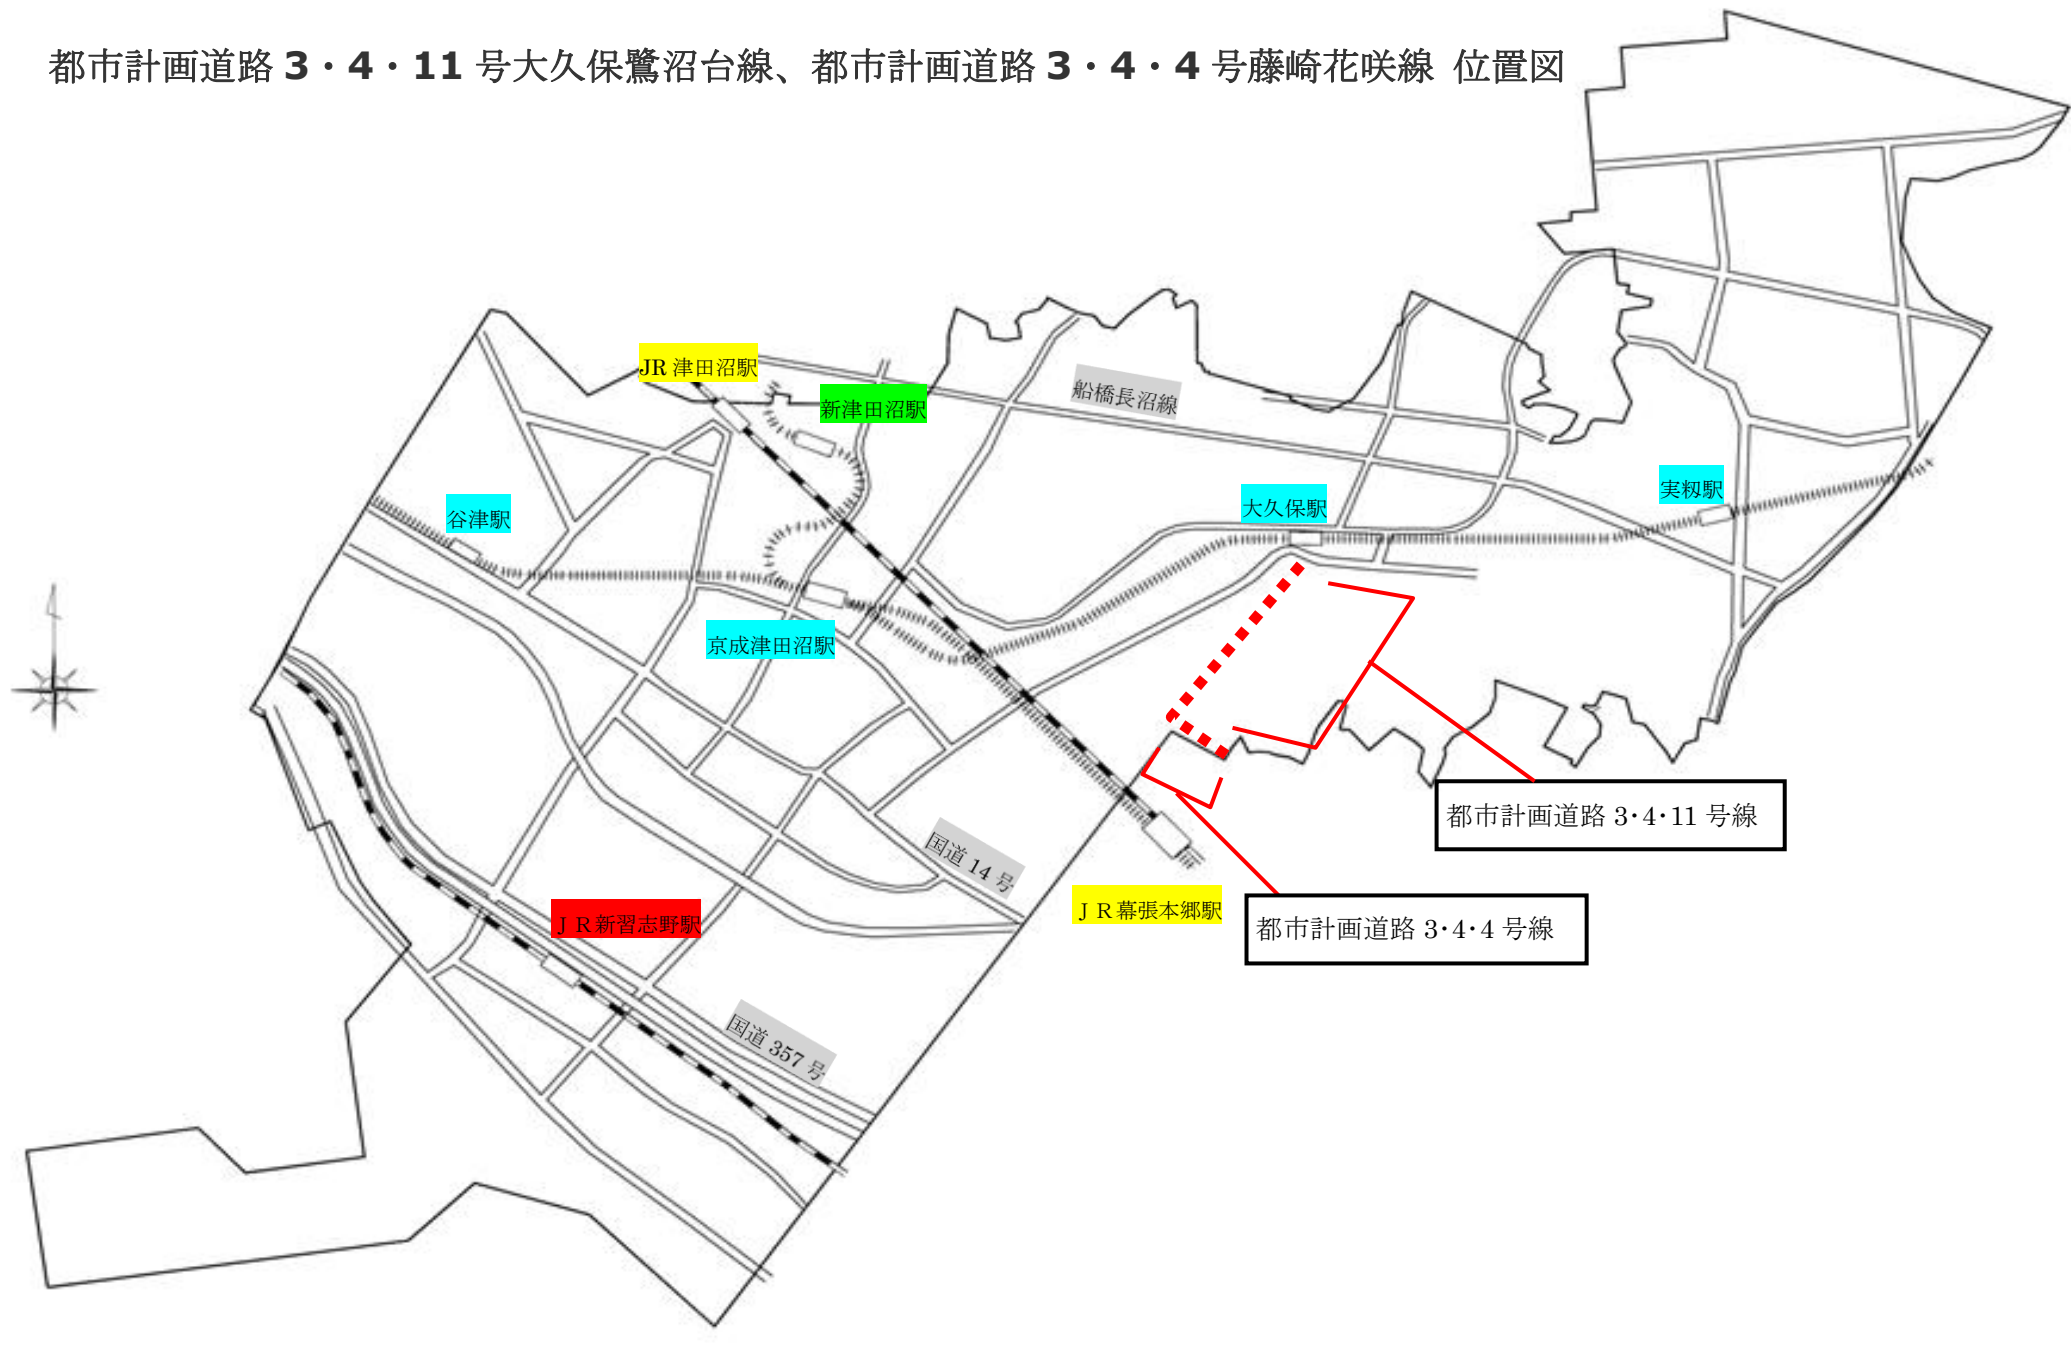 都市計画道路 3・4・11 号大久保鷺沼台線、都市計画道路 3・4・4 号藤崎花咲線 位置図
JR 津田沼駅
新津田沼駅
船橋長沼線
谷津駅
大久保駅
実籾駅
京成津田沼駅
都市計画道路 3・4・11 号線
国道 14 号
JR幕張本郷駅
都市計画道路 3・4・4 号線
JR新習志野駅
国道 357 号